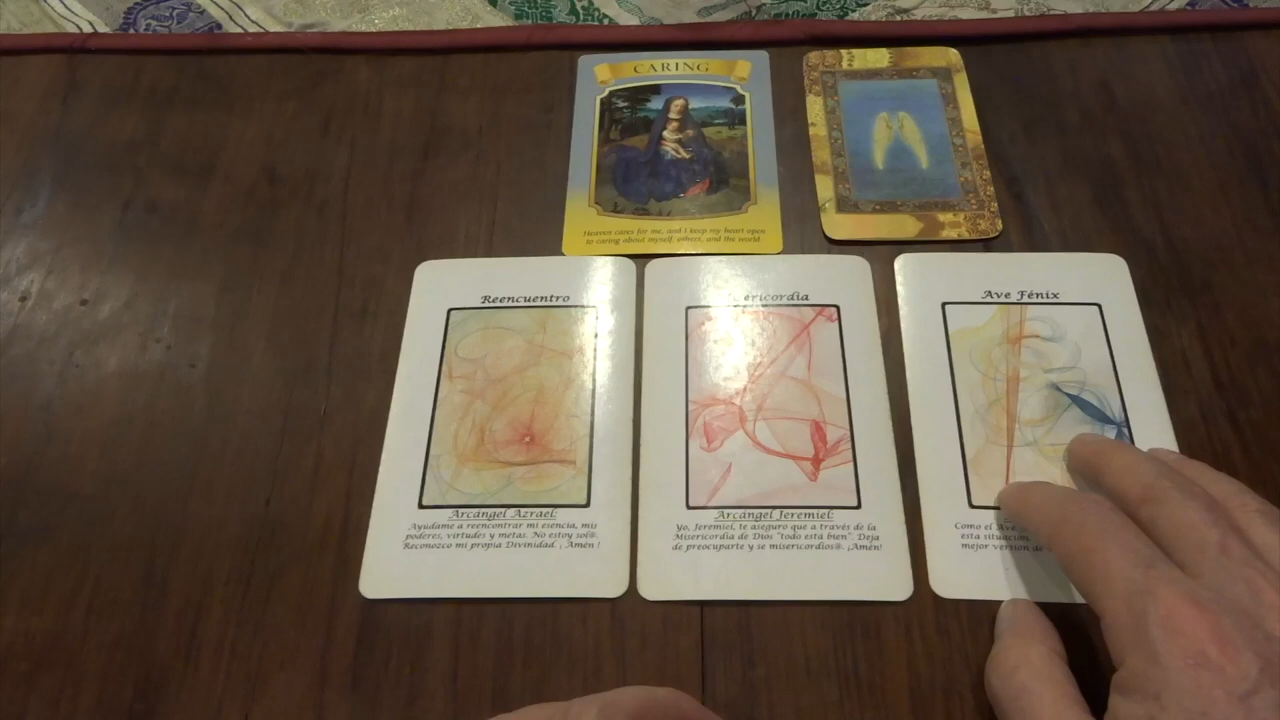 CARING
Heaven cares for me, and I keep my heart open
to caring about myself, others, and the world.
Reencuentro
Arcángel Azrael:
Ayúdame a reencontrar mi esencia, mis
poderes, virtudes y metas. No estoy sol@.
Reconozco mi propia Divinidad. ¡ Amén !
ericordia
Arcángel Jeremiel:
Yo, Jeremiel, te aseguro que a través de la
Misericordia de Dios "todo está bien". Deja
de preocuparte y se misericordios@. ¡Amén!
Ave Fénix
Como el Ave
esta situación
mejor versión de